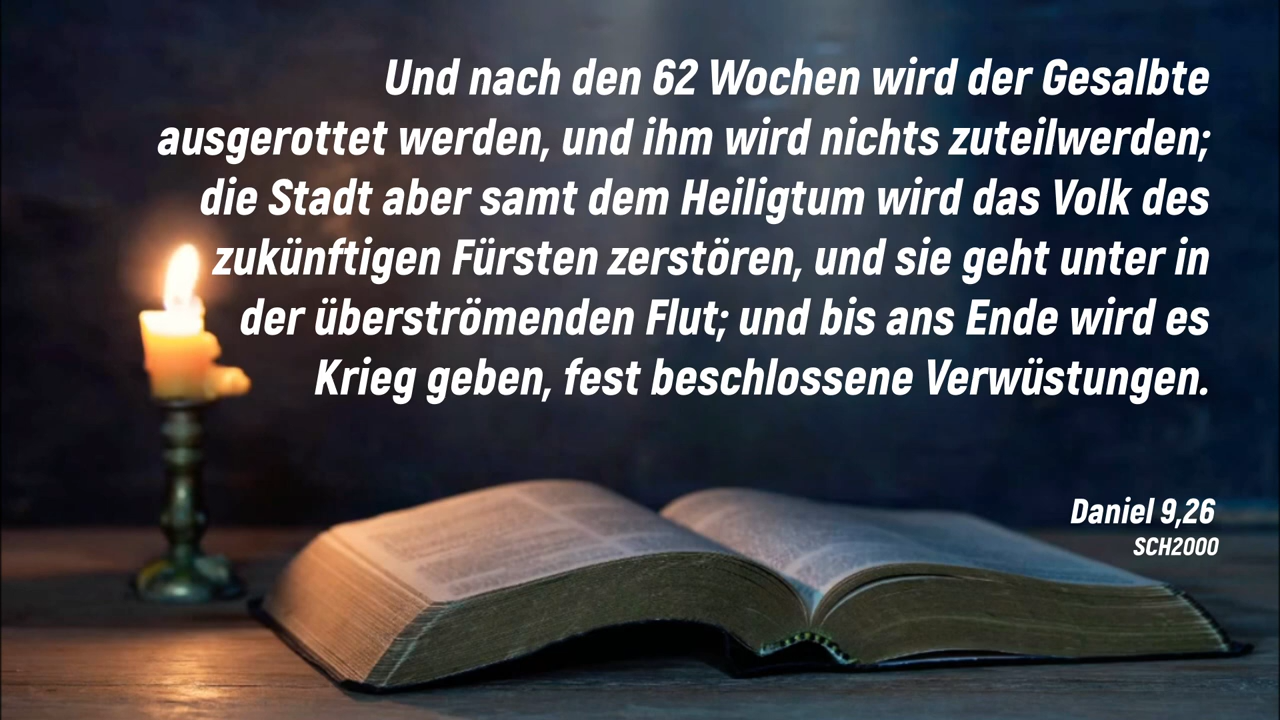 Und nach den 62 Wochen wird der Gesalbte
ausgerottet werden, und ihm wird nichts zuteilwerden;
die Stadt aber samt dem Heiligtum wird das Volk des
zukünftigen Fürsten zerstören, und sie geht unter in
der überströmenden Flut; und bis ans Ende wird es
Krieg geben, fest beschlossene Verwüstungen.
Daniel 9,26
SCH2000